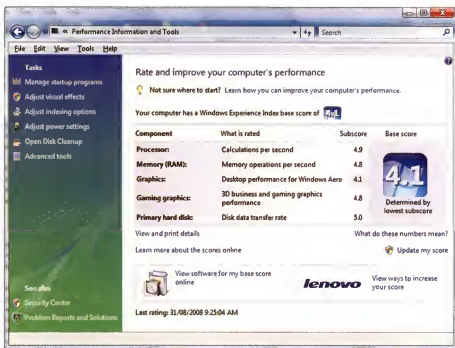 « Performance Information and Tools
Search
File Edit View Tools Help
Tasks
Manage startup programs
Adjust visual effects
Adjust indexing options
Adjust power settings
Open Disk Cleanup
Advanced tools
See also
Security Center
Problem Reports and Solutions
Rate and improve your computer's performance
Not sure where to start? Learn how you can improve your computer's performance.
Your computer has a Windows Experience Index base score of 4.1
Component What is rated Subscore Base score
Processor: Calculations per second 4.9
Memory (RAM): Memory operations per second 4.8
Graphics: Desktop performance for Windows Aero 4.1
Gaming graphics: 3D business and gaming graphics performance 4.8
Primary hard disk: Disk data transfer rate 5.0
4.1
Determined by
lowest subscore
View and print details What do these numbers mean?
Learn more about the scores online Update my score
View software for my base score
online
lenovo
View ways to increase
your score
Last rating: 31/08/2008 9:25:04 AM